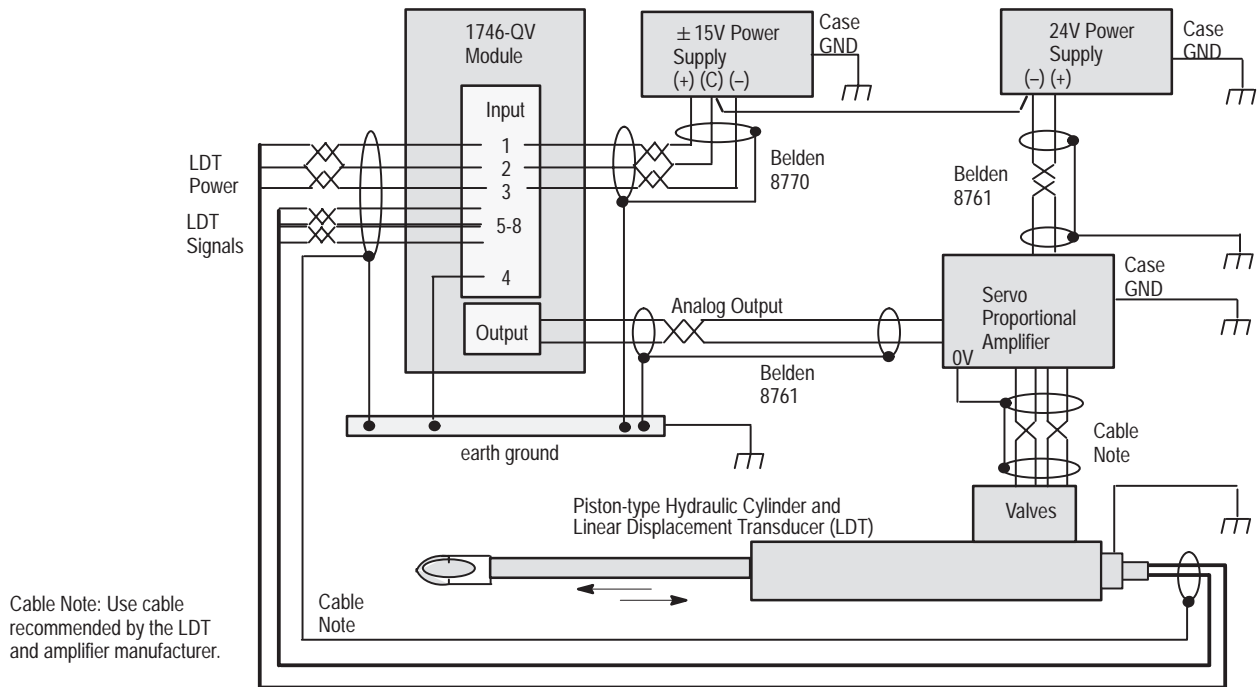 1746-QV
Module
± 15V Power
Supply
(+) (C) (–)
Case
GND
24V Power
Supply
(–) (+)
Case
GND
Input
1
2
3
5-8
4
LDT
Power
LDT
Signals
Belden
8770
Belden
8761
Output
Analog Output
Belden
8761
Servo
Proportional
Amplifier
0V
Case
GND
earth ground
Cable
Note
Valves
Piston-type Hydraulic Cylinder and
Linear Displacement Transducer (LDT)
Cable
Note
Cable Note: Use cable
recommended by the LDT
and amplifier manufacturer.